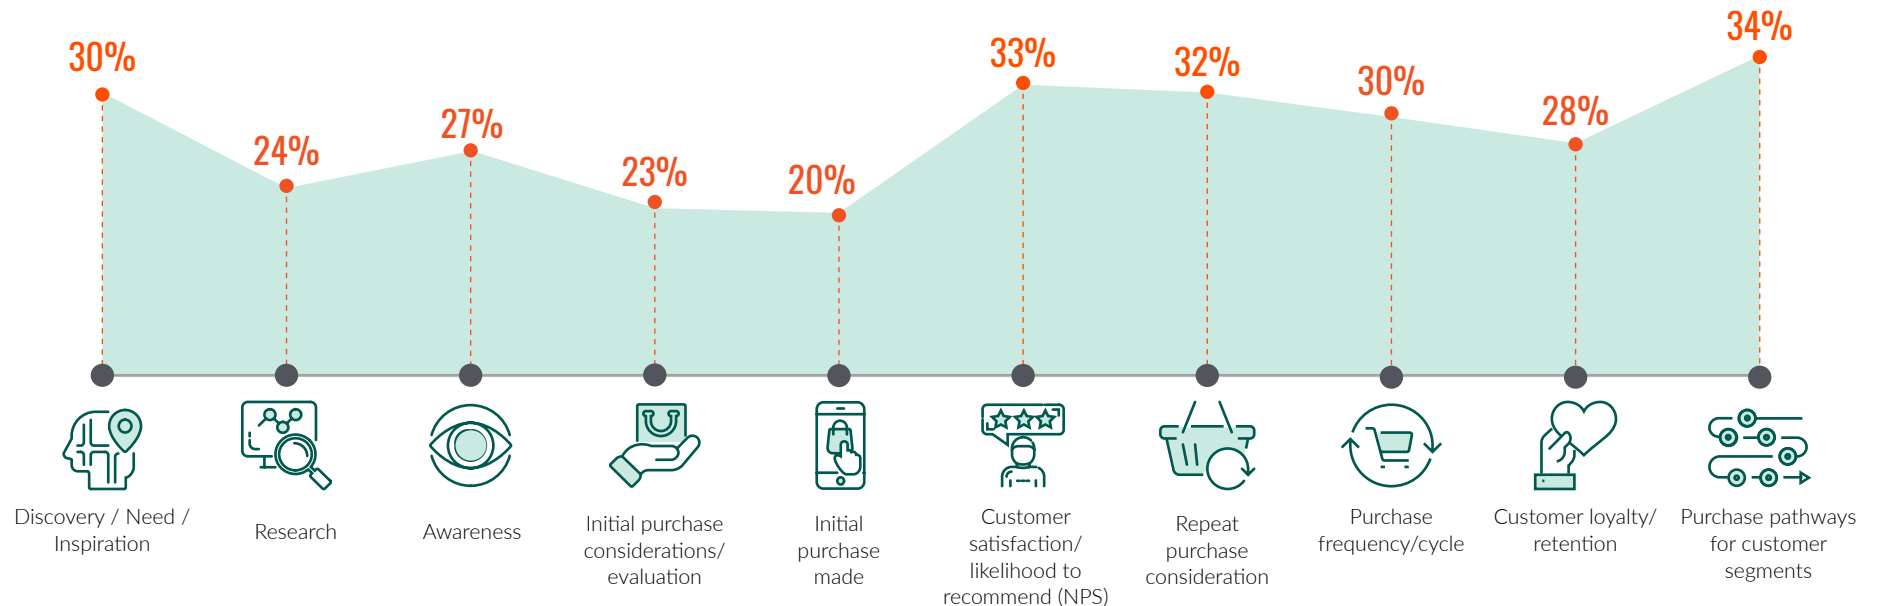 30%
24%
27%
23%
20%
33%
32%
30%
28%
34%
Discovery / Need /
Inspiration
Research
Awareness
Initial purchase
considerations/
evaluation
Initial
purchase
made
Customer
satisfaction/
likelihood to
recommend (NPS)
Repeat
purchase
consideration
Purchase
frequency/cycle
Customer loyalty/
retention
Purchase pathways
for customer
segments